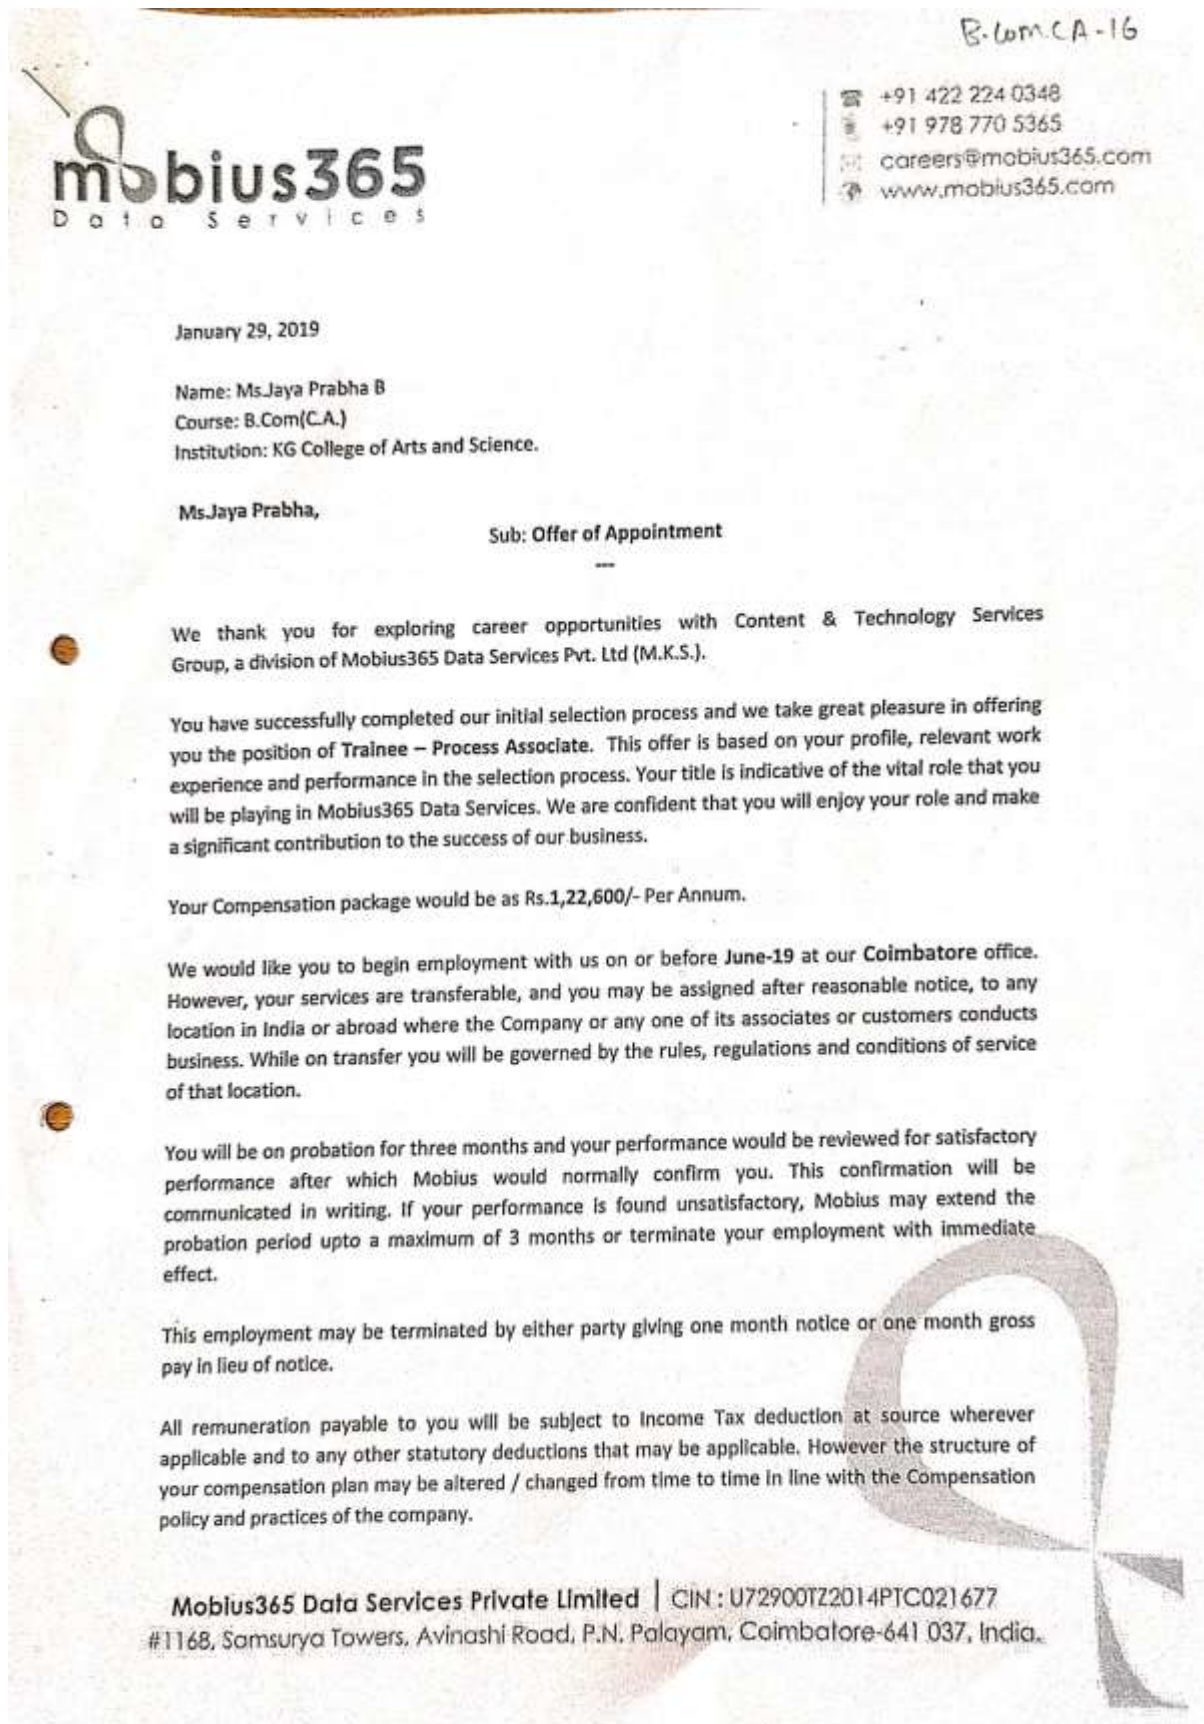 B.Com CA-16
+91 422 224 0348
+91 978 770 5365
careers@mobius365.com
www.mobius365.com
mobius365
Data Services
January 29, 2019
Name: Ms.Jaya Prabha B
Course: B.Com(C.A.)
Institution: KG College of Arts and Science.
Ms.Jaya Prabha,
Sub: Offer of Appointment
---
We thank you for exploring career opportunities with Content & Technology Services
Group, a division of Mobius365 Data Services Pvt. Ltd (M.K.S.).
You have successfully completed our initial selection process and we take great pleasure in offering
you the position of Trainee – Process Associate. This offer is based on your profile, relevant work
experience and performance in the selection process. Your title is indicative of the vital role that you
will be playing in Mobius365 Data Services. We are confident that you will enjoy your role and make
a significant contribution to the success of our business.
Your Compensation package would be as Rs.1,22,600/- Per Annum.
We would like you to begin employment with us on or before June-19 at our Coimbatore office.
However, your services are transferable, and you may be assigned after reasonable notice, to any
location in India or abroad where the Company or any one of its associates or customers conducts
business. While on transfer you will be governed by the rules, regulations and conditions of service
of that location.
You will be on probation for three months and your performance would be reviewed for satisfactory
performance after which Mobius would normally confirm you. This confirmation will be
communicated in writing. If your performance is found unsatisfactory, Mobius may extend the
probation period upto a maximum of 3 months or terminate your employment with immediate
effect.
This employment may be terminated by either party giving one month notice or one month gross
pay in lieu of notice.
All remuneration payable to you will be subject to Income Tax deduction at source wherever
applicable and to any other statutory deductions that may be applicable. However the structure of
your compensation plan may be altered / changed from time to time in line with the Compensation
policy and practices of the company.
Mobius365 Data Services Private Limited | CIN : U72900TZ2014PTC021677
#1168, Samsurya Towers, Avinashi Road, P.N. Palayam, Coimbatore-641 037, India.